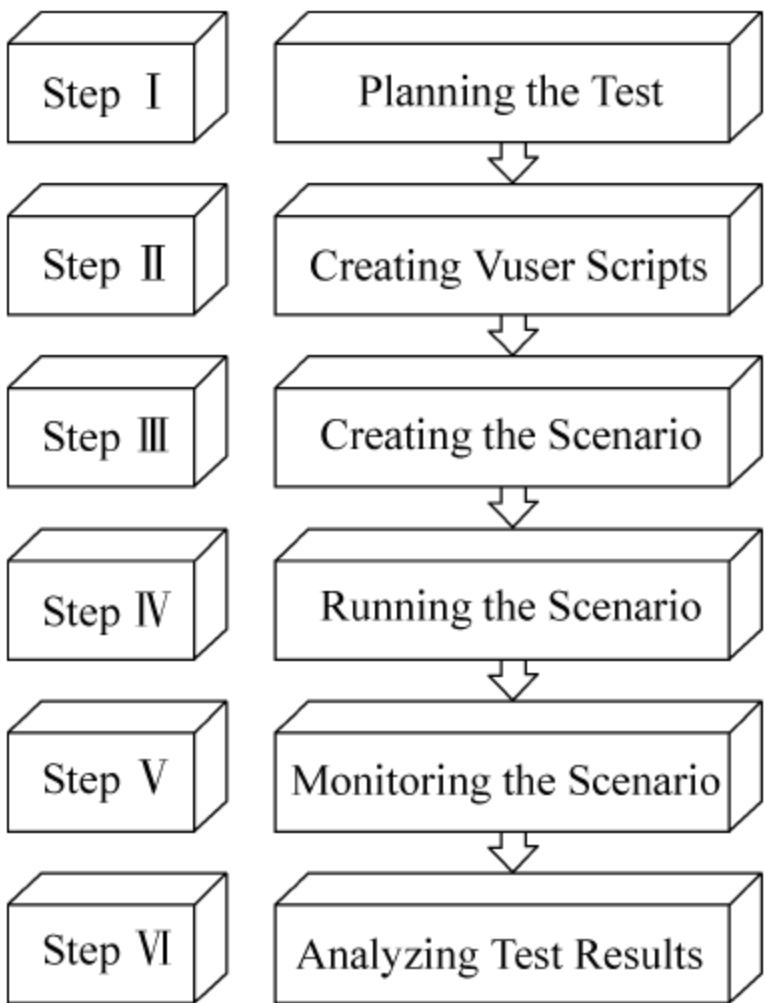 Step Ⅰ
Planning the Test
Step Ⅱ
Creating Vuser Scripts
Step Ⅲ
Creating the Scenario
Step Ⅳ
Running the Scenario
Step Ⅴ
Monitoring the Scenario
Step Ⅵ
Analyzing Test Results